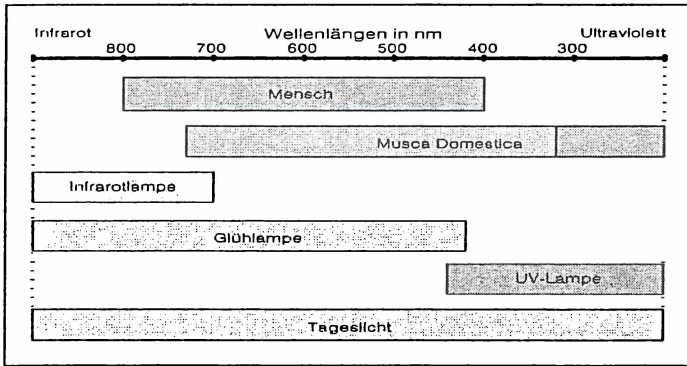 Infrarot Wellenlängen in nm Ultraviolett
800 700 600 500 400 300
Mensch
Musca Domestica
Infrarotlampe
Glühlampe
UV-Lampe
Tageslicht